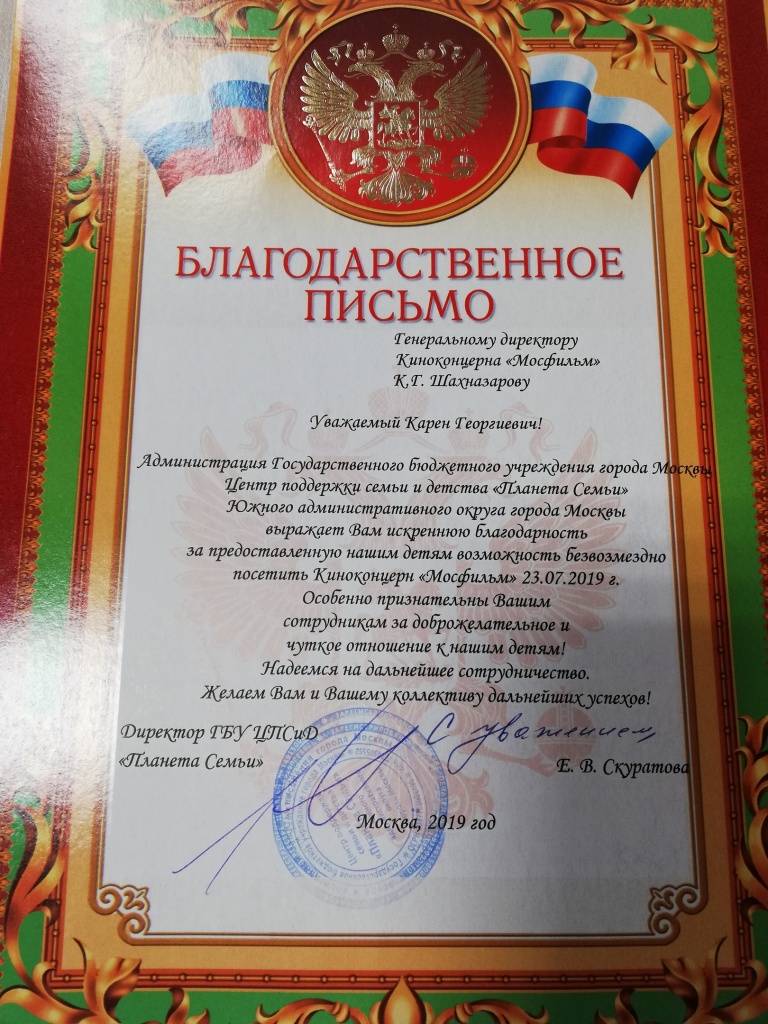 БЛАГОДАРСТВЕННОЕ
ПИСЬМО
Генеральному директору
Киноконцерна «Мосфильм»
К.Г. Шахназарову
Уважаемый Карен Георгиевич!
Администрация Государственного бюджетного учреждения города Москвы
Центр поддержки семьи и детства «Планета Семьи»
Южного административного округа города Москвы
выражает Вам искреннюю благодарность
за предоставленную нашим детям возможность безвозмездно
посетить Киноконцерн «Мосфильм» 23.07.2019 г.
Особенно признательны Вашим
сотрудникам за доброжелательное и
чуткое отношение к нашим детям!
Надеемся на дальнейшее сотрудничество.
Желаем Вам и Вашему коллективу дальнейших успехов!
Директор ГБУ ЦПСиД
С уважением,
«Планета Семьи»
Е. В. Скуратова
Москва, 2019 год